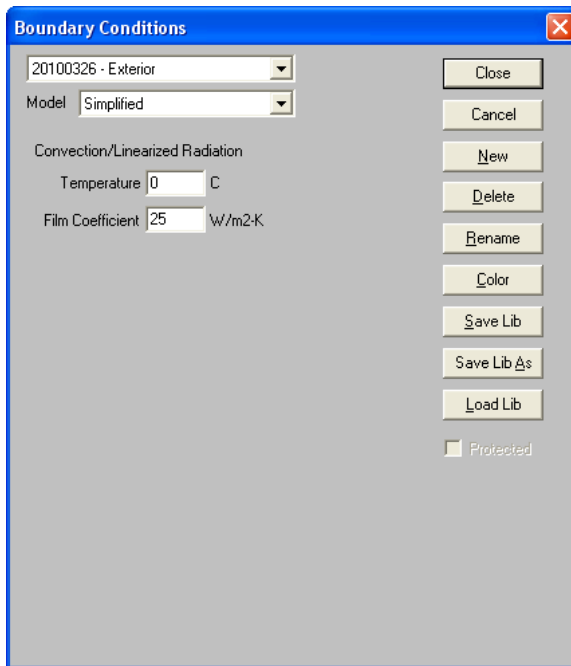 Boundary Conditions
20100326 - Exterior
Model Simplified
Convection/Linearized Radiation
Temperature 0 C
Film Coefficient 25 W/m2-K
Close
Cancel
New
Delete
Rename
Color
Save Lib
Save Lib As
Load Lib
Protected